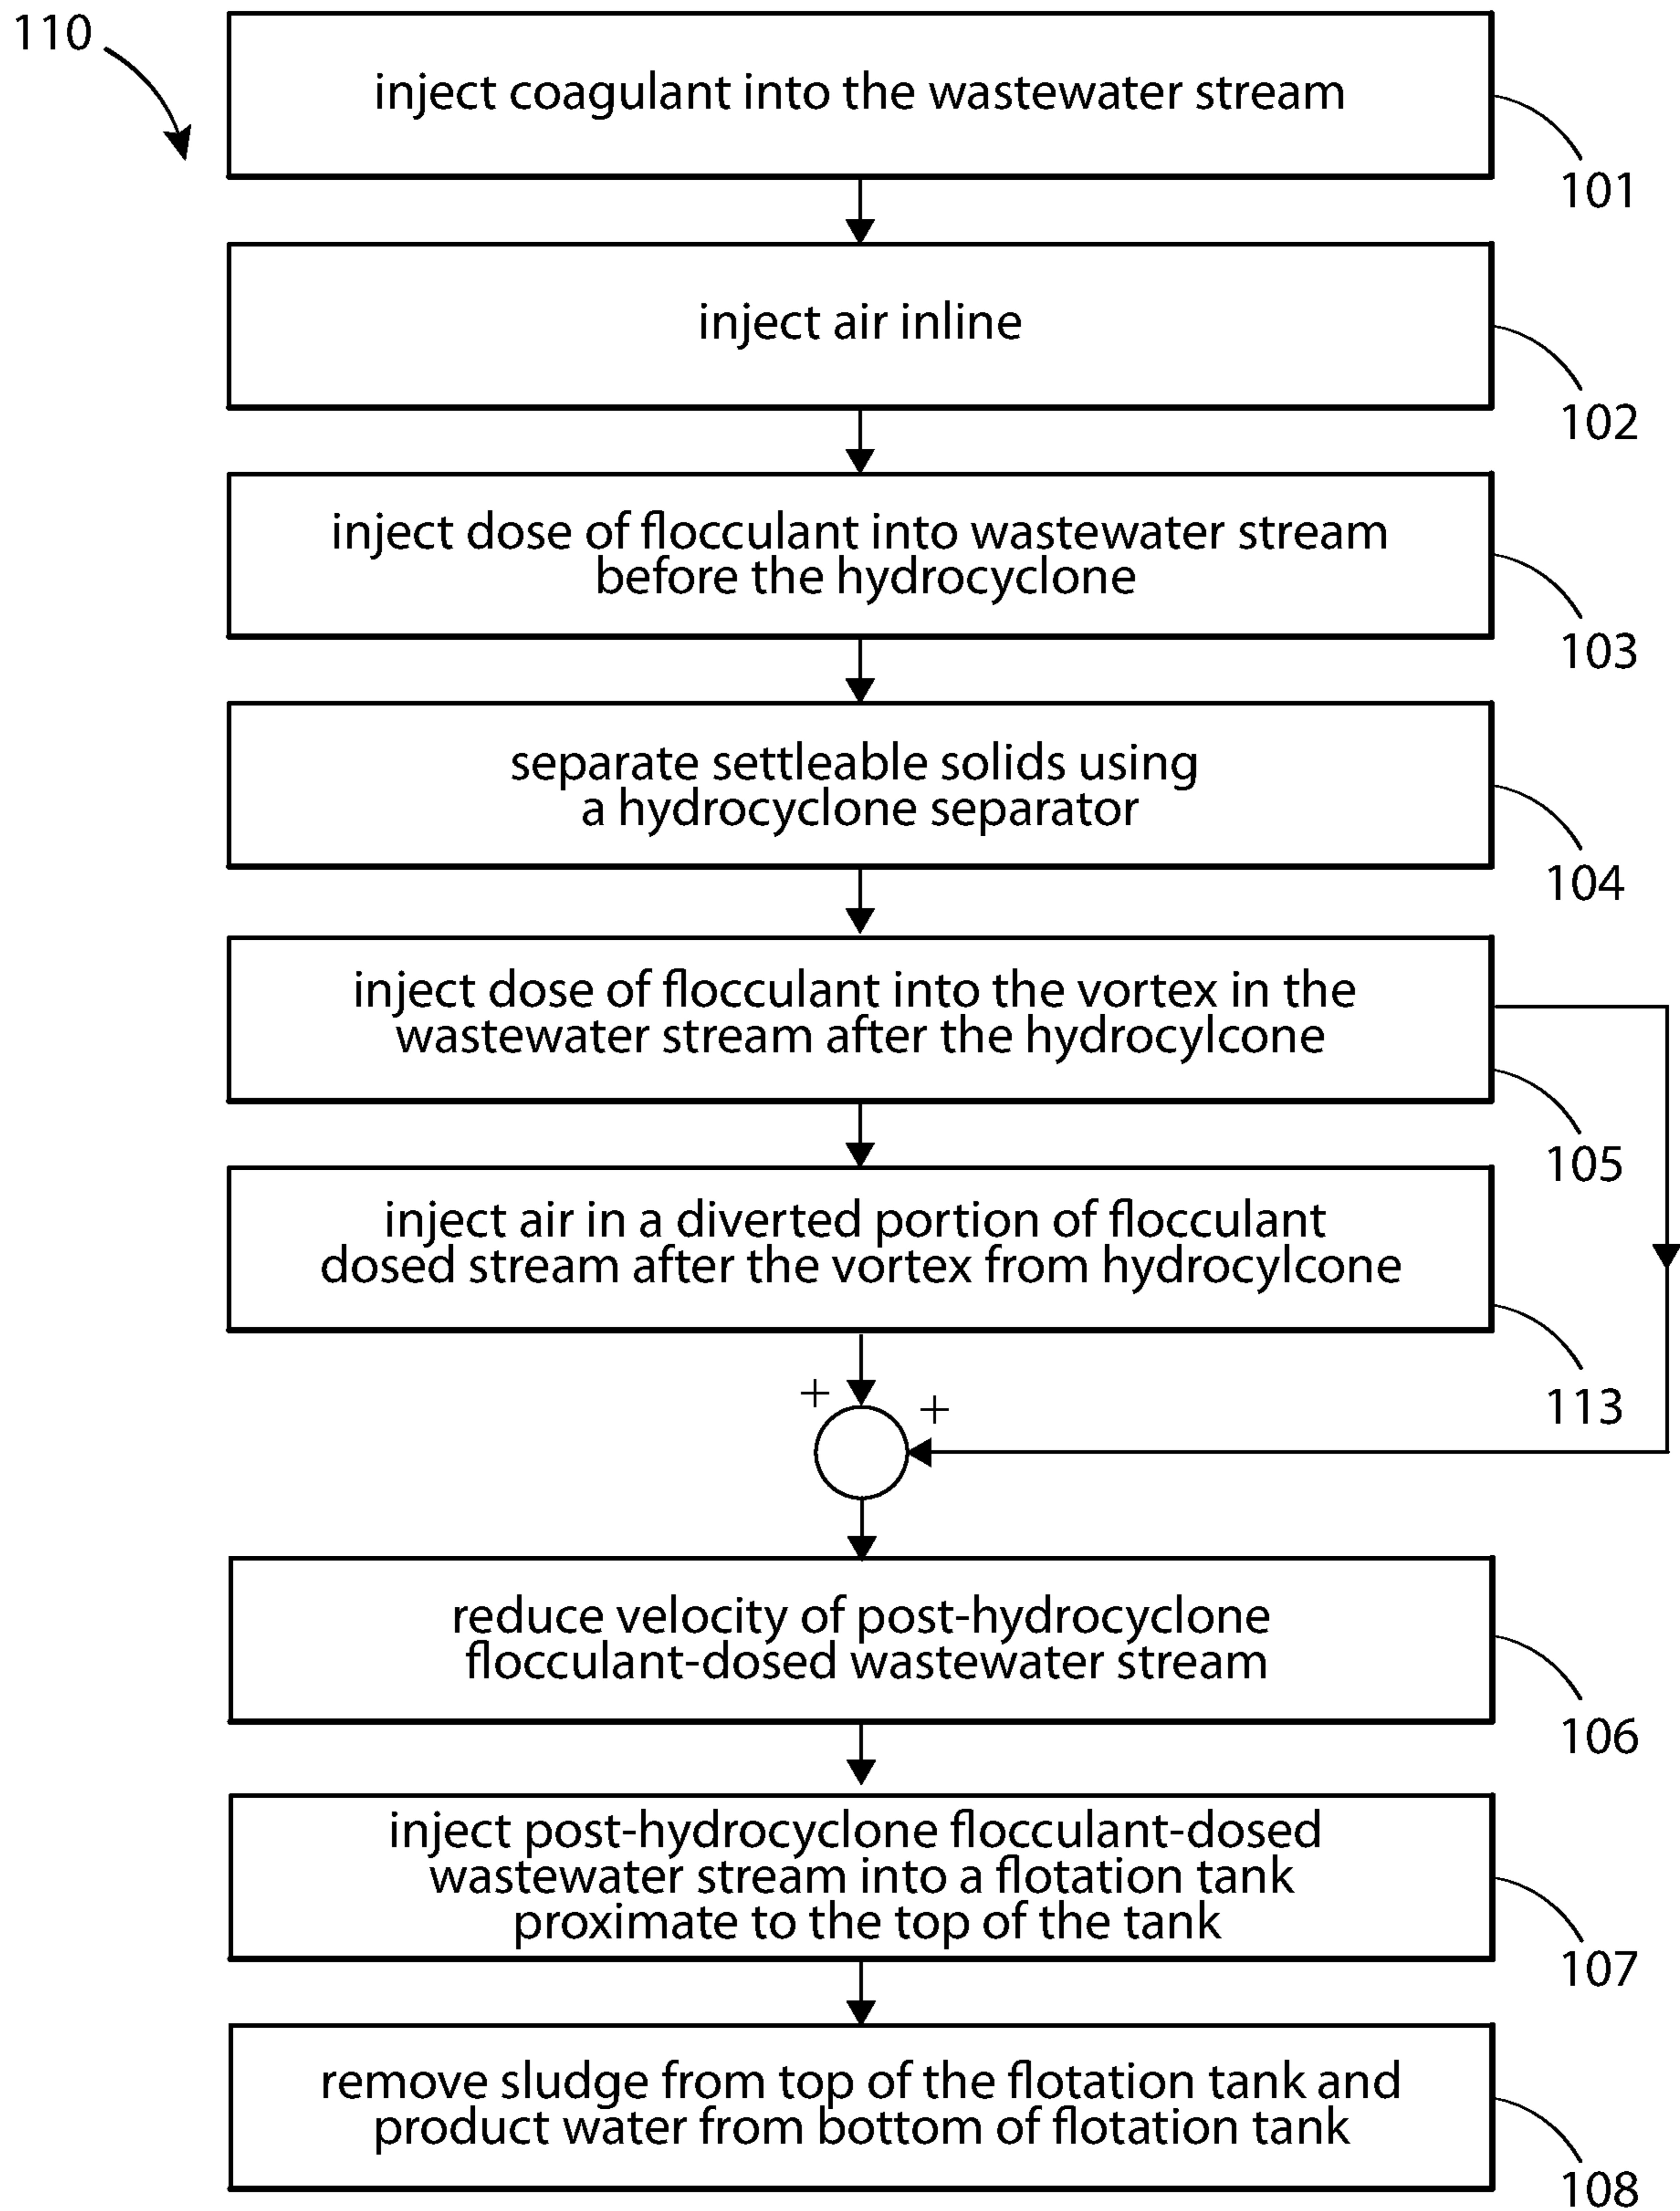 110
inject coagulant into the wastewater stream
101
inject air inline
102
inject dose of flocculant into wastewater stream
before the hydrocyclone
103
separate settleable solids using
a hydrocyclone separator
104
inject dose of flocculant into the vortex in the
wastewater stream after the hydrocylcone
105
inject air in a diverted portion of flocculant
dosed stream after the vortex from hydrocylcone
113
+
+
reduce velocity of post-hydrocyclone
flocculant-dosed wastewater stream
106
inject post-hydrocyclone flocculant-dosed
wastewater stream into a flotation tank
proximate to the top of the tank
107
remove sludge from top of the flotation tank and
product water from bottom of flotation tank
108